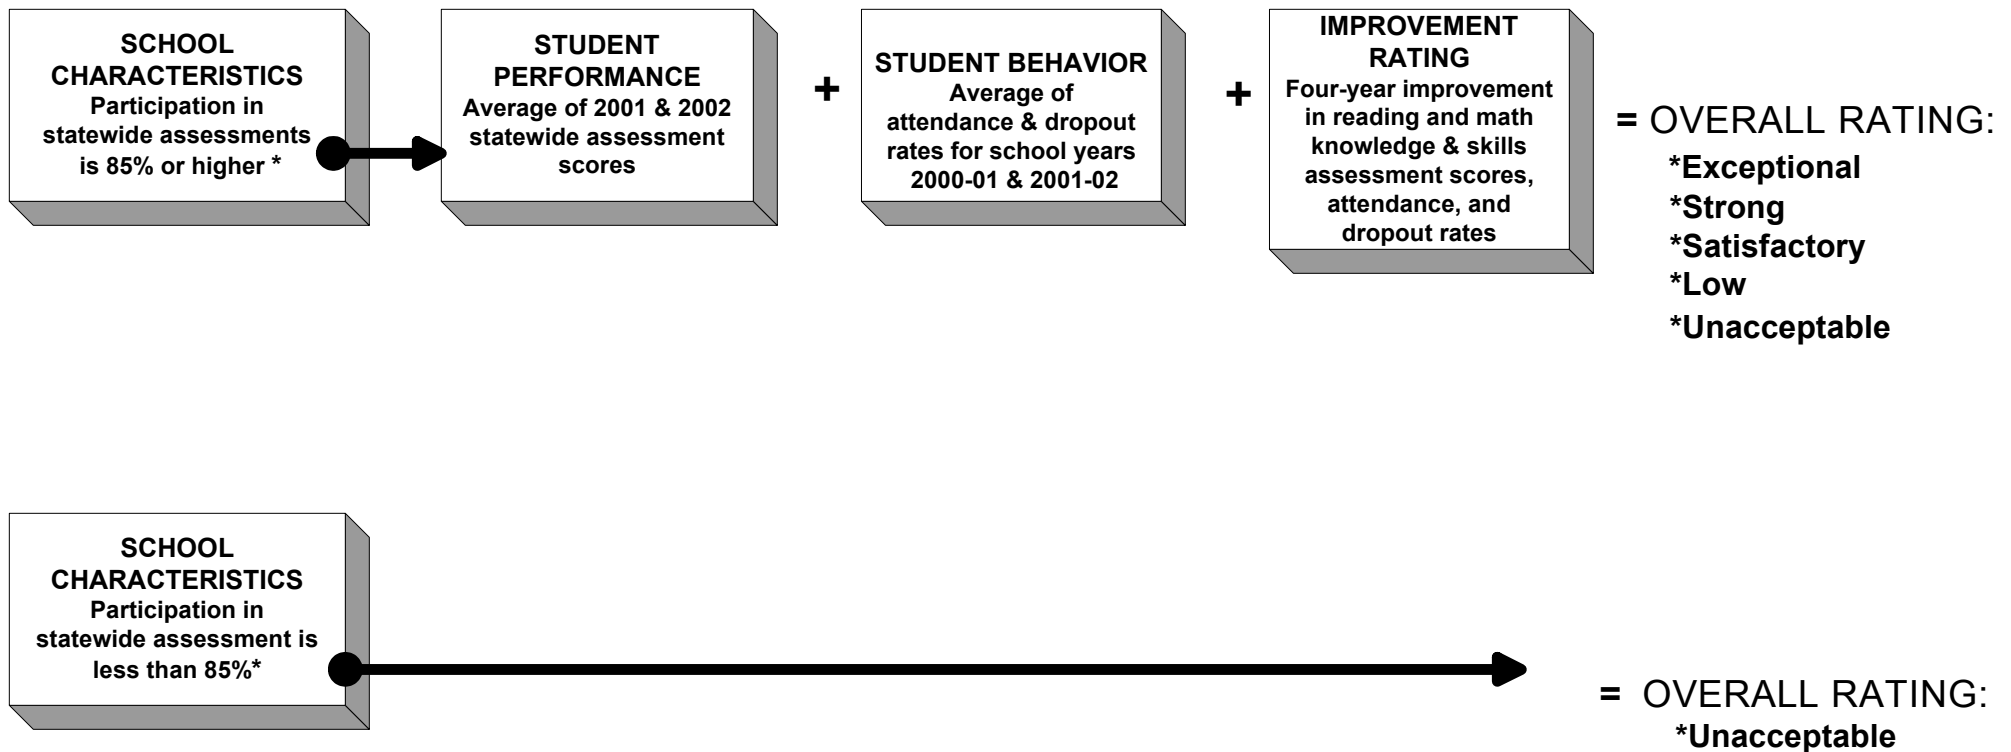 SCHOOL
CHARACTERISTICS
Participation in
statewide assessments
is 85% or higher *
STUDENT
PERFORMANCE
Average of 2001 & 2002
statewide assessment
scores
+
STUDENT BEHAVIOR
Average of
attendance & dropout
rates for school years
2000-01 & 2001-02
+
IMPROVEMENT
RATING
Four-year improvement
in reading and math
knowledge & skills
assessment scores,
attendance, and
dropout rates
= OVERALL RATING:
*Exceptional
*Strong
*Satisfactory
*Low
*Unacceptable
SCHOOL
CHARACTERISTICS
Participation in
statewide assessment is
less than 85%*
= OVERALL RATING:
*Unacceptable